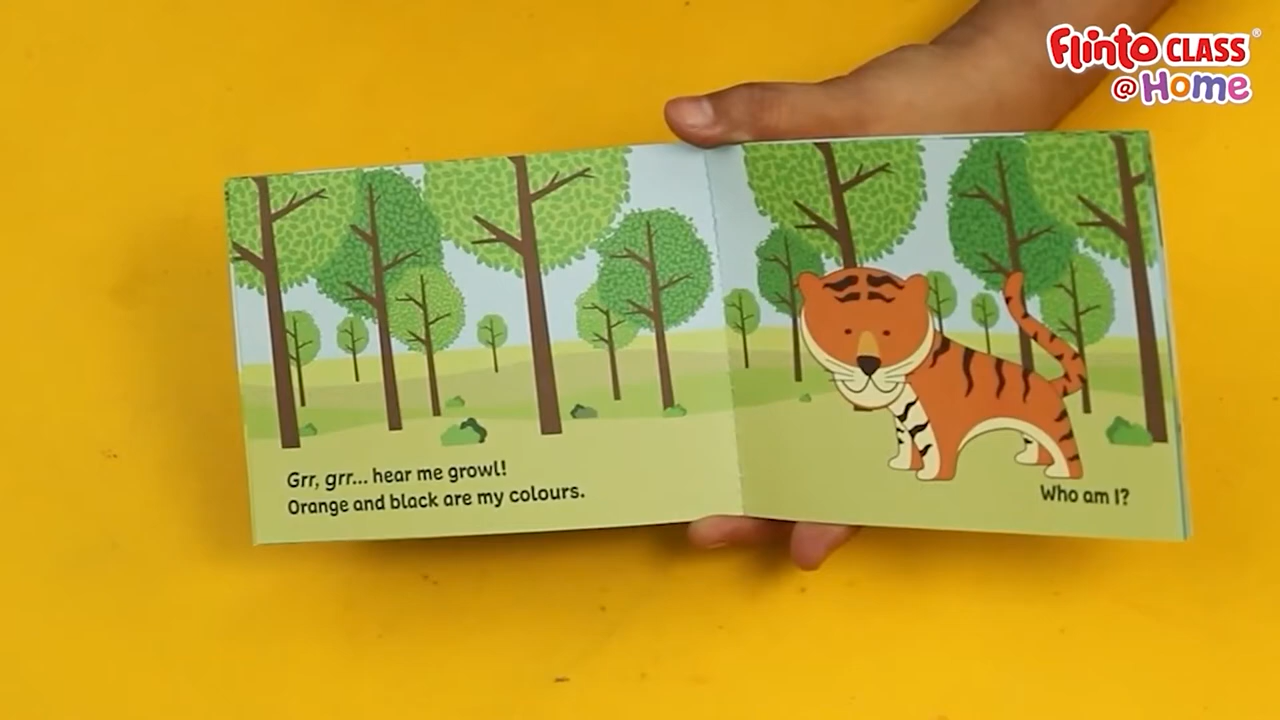 Flinto CLASS®
@Home
Grr, grr... hear me growl!
Orange and black are my colours.
Who am I?